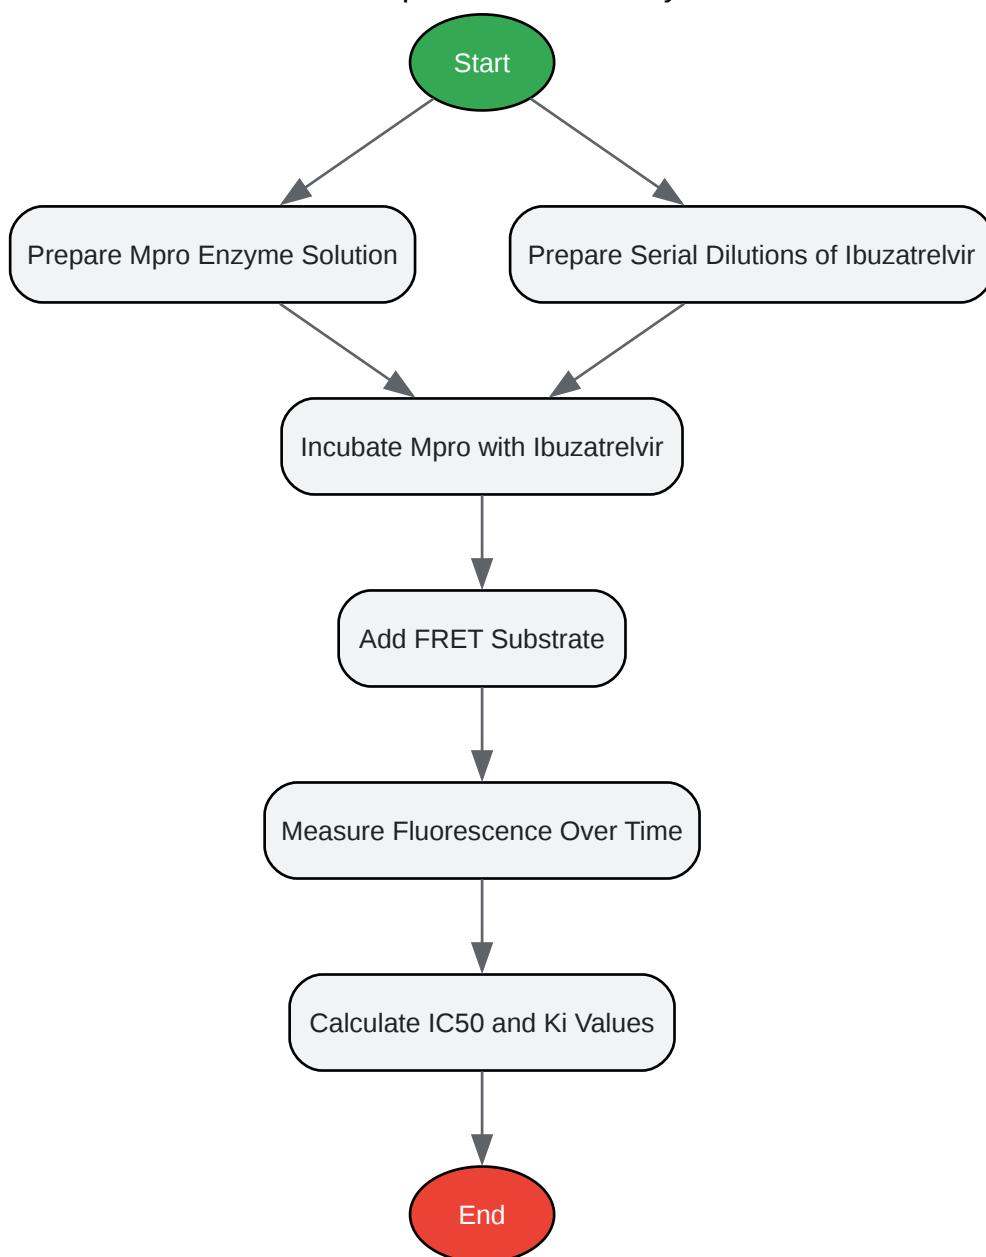 Start
Prepare Mpro Enzyme Solution
Prepare Serial Dilutions of Ibuzatrelvir
Incubate Mpro with Ibuzatrelvir
Add FRET Substrate
Measure Fluorescence Over Time
Calculate IC50 and Ki Values
End